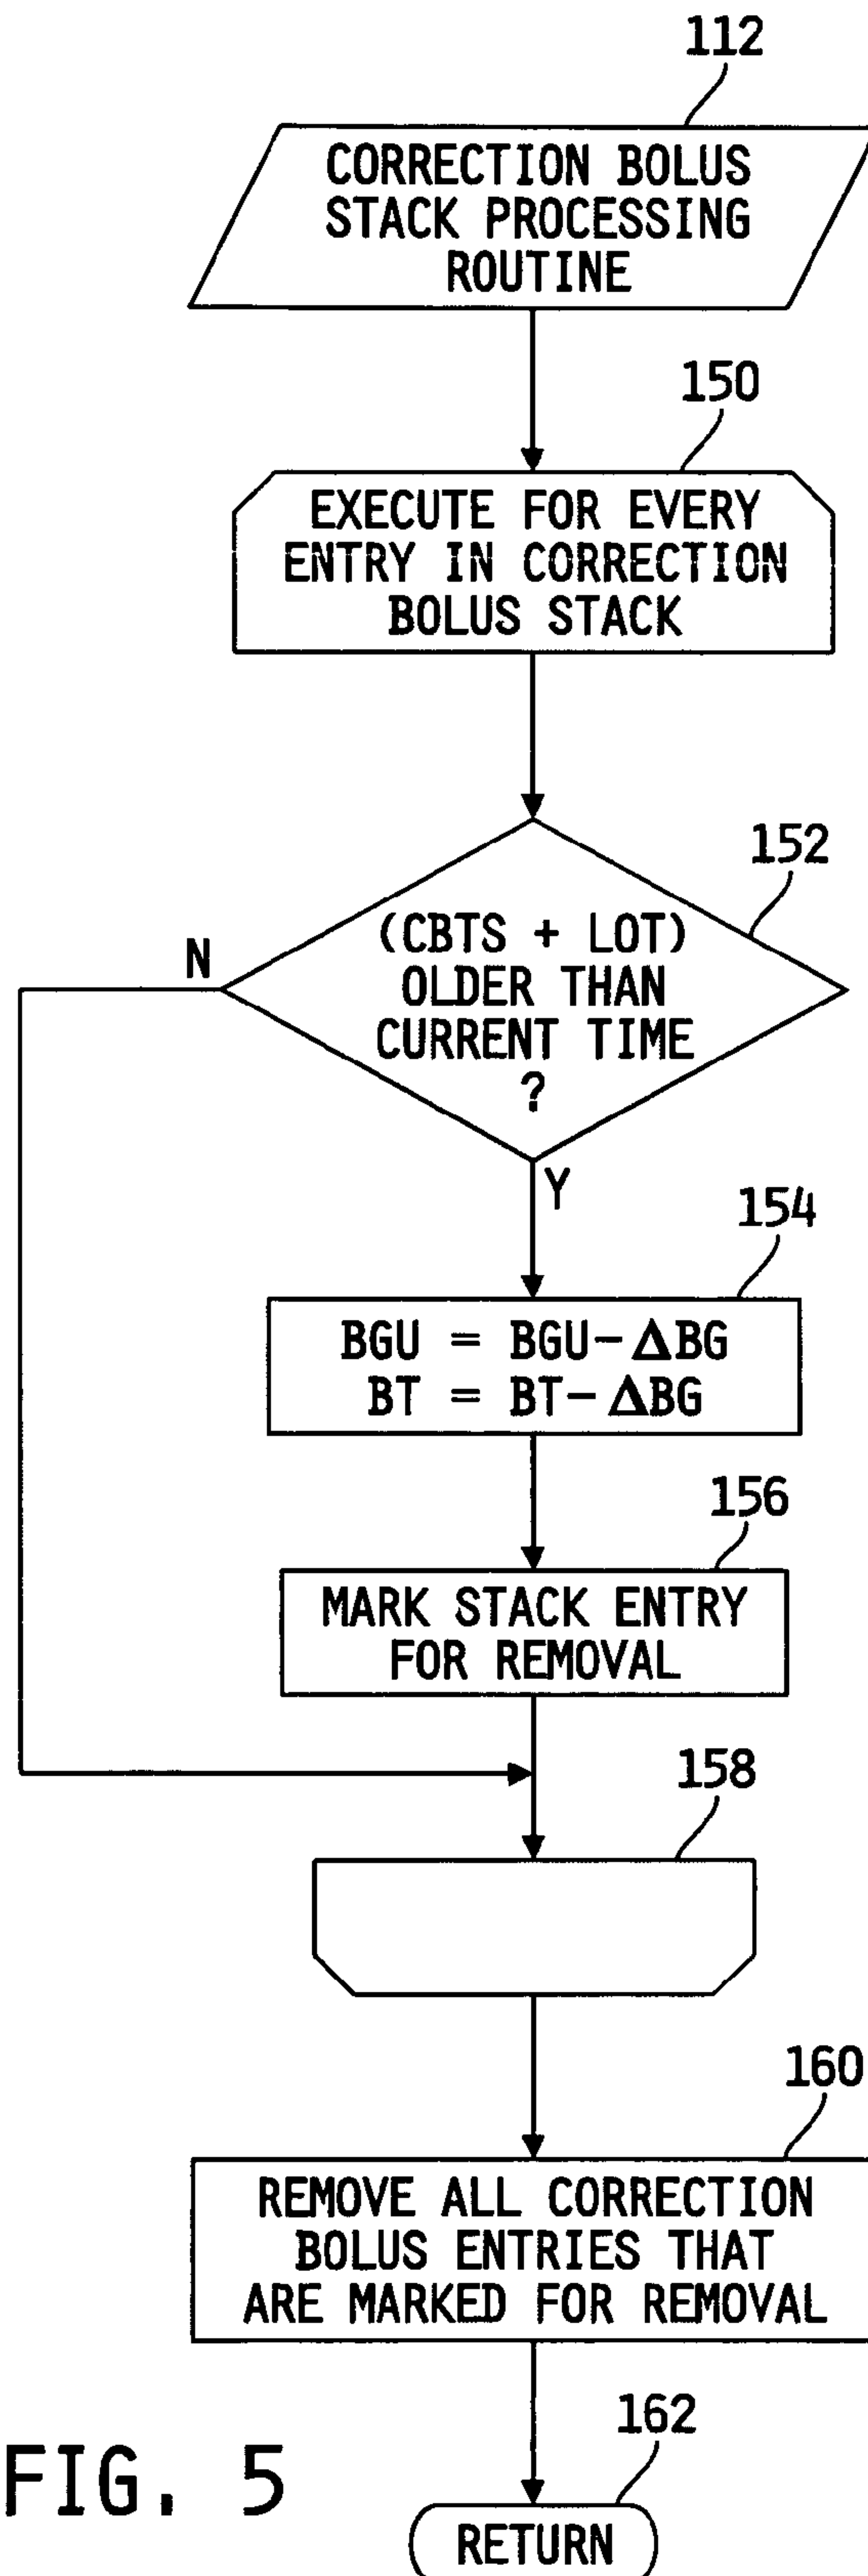 112
CORRECTION BOLUS
STACK PROCESSING
ROUTINE
150
EXECUTE FOR EVERY
ENTRY IN CORRECTION
BOLUS STACK
152
N
(CBTS + LOT)
OLDER THAN
CURRENT TIME
?
Y
154
BGU = BGU-ΔBG
BT = BT-ΔBG
156
MARK STACK ENTRY
FOR REMOVAL
158
160
REMOVE ALL CORRECTION
BOLUS ENTRIES THAT
ARE MARKED FOR REMOVAL
162
FIG. 5
RETURN